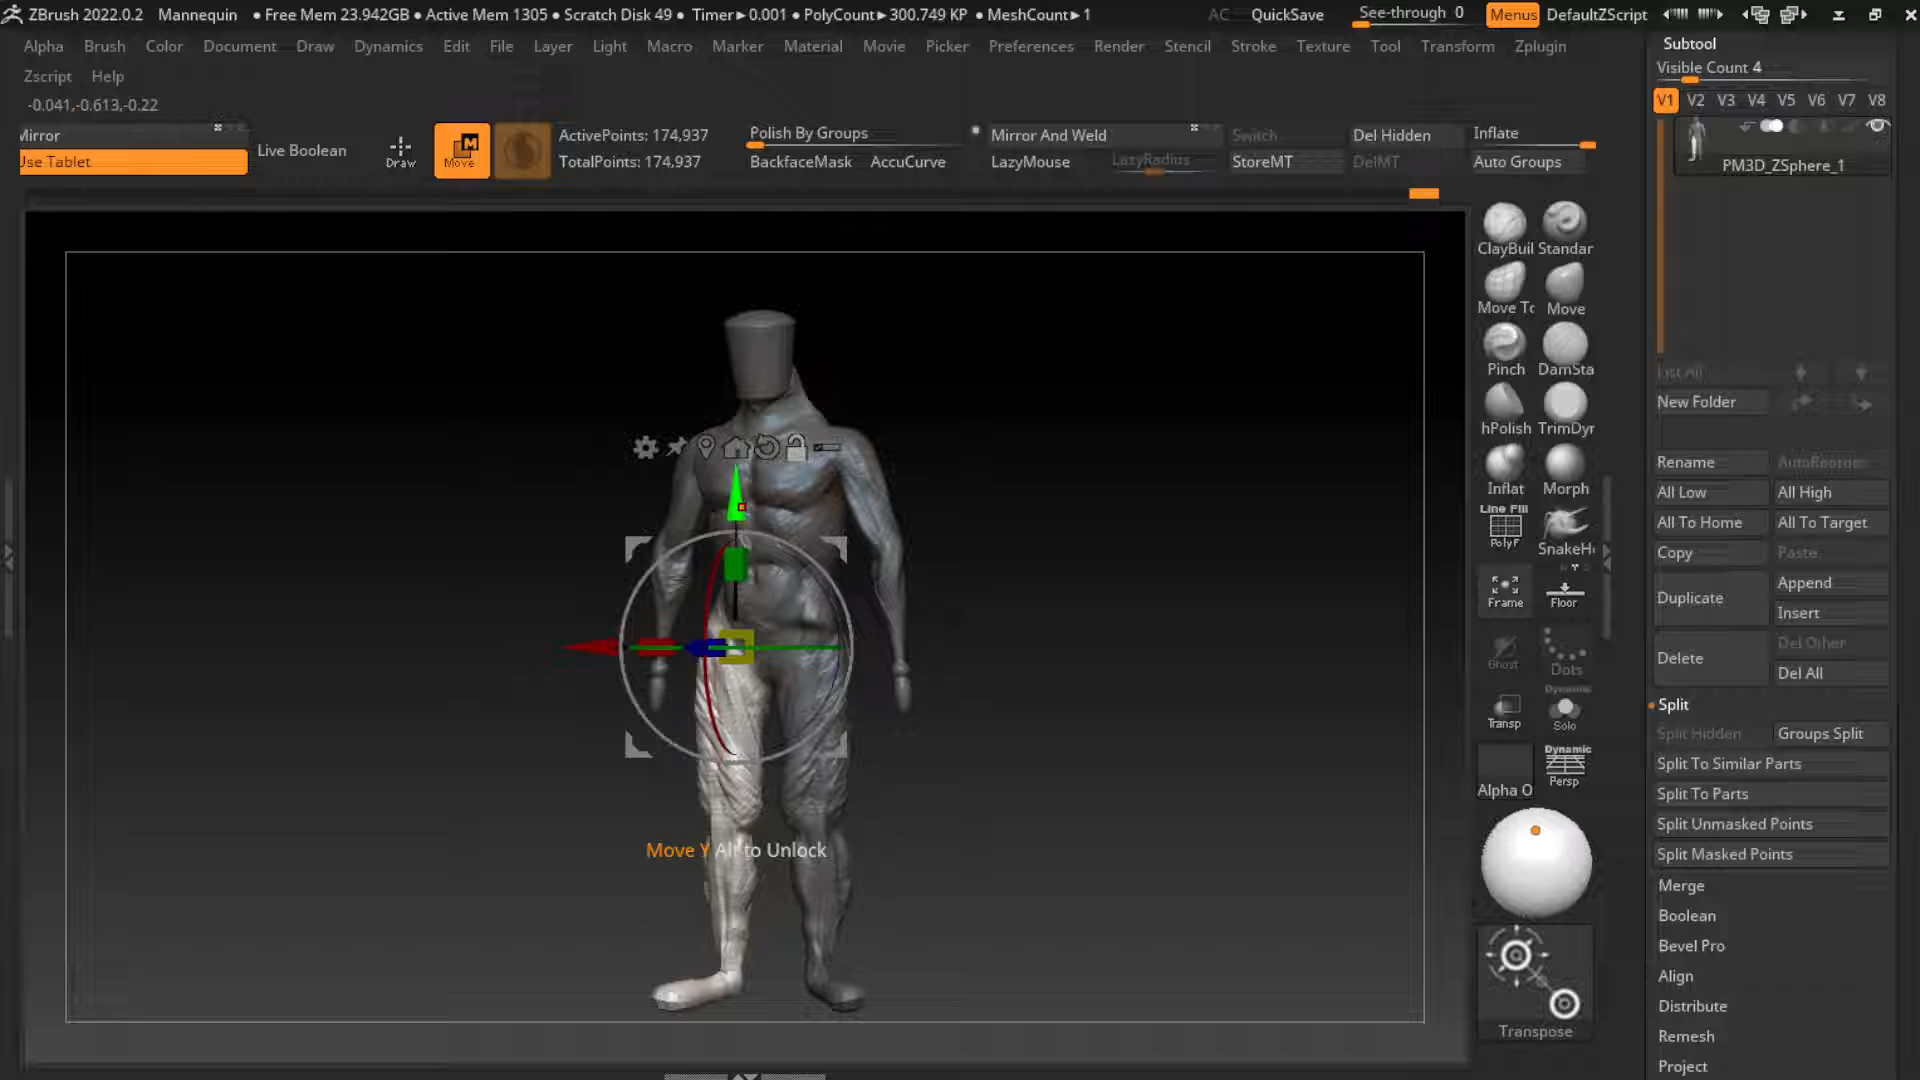 ZBrush 2022.0.2 Mannequin • Free Mem 23.942GB • Active Mem 1305 • Scratch Disk 49 • Timer▶0.001 • PolyCount▶300.749 KP • MeshCount▶1 AC QuickSave See-through 0 Menus DefaultZScript
Alpha Brush Color Document Draw Dynamics Edit File Layer Light Macro Marker Material Movie Picker Preferences Render Stencil Stroke Texture Tool Transform Zplugin
Zscript Help
-0.041,-0.613,-0.22
Mirror
Use Tablet
Live Boolean
Draw
Move
ActivePoints: 174,937
TotalPoints: 174,937
Polish By Groups
BackfaceMask AccuCurve
Mirror And Weld
LazyMouse LazyRadius
Switch Del Hidden
StoreMT DelMT
Inflate
Auto Groups
Move Y Alt to Unlock
ClayBuil Standar
Move To Move
Pinch DamSta
hPolish TrimDyr
Inflat Morph
Line Fill
PolyF
SnakeH
Frame Floor
Ghost Dots
Transp
Dynamic
Solo
Alpha O
Dynamic
Persp
Transpose
Subtool
Visible Count 4
V1 V2 V3 V4 V5 V6 V7 V8
PM3D_ZSphere_1
List All
New Folder
Rename AutoReorder
All Low All High
All To Home All To Target
Copy Paste
Duplicate Append
Insert
Delete Del Other
Del All
Split
Split Hidden Groups Split
Split To Similar Parts
Split To Parts
Split Unmasked Points
Split Masked Points
Merge
Boolean
Bevel Pro
Align
Distribute
Remesh
Project